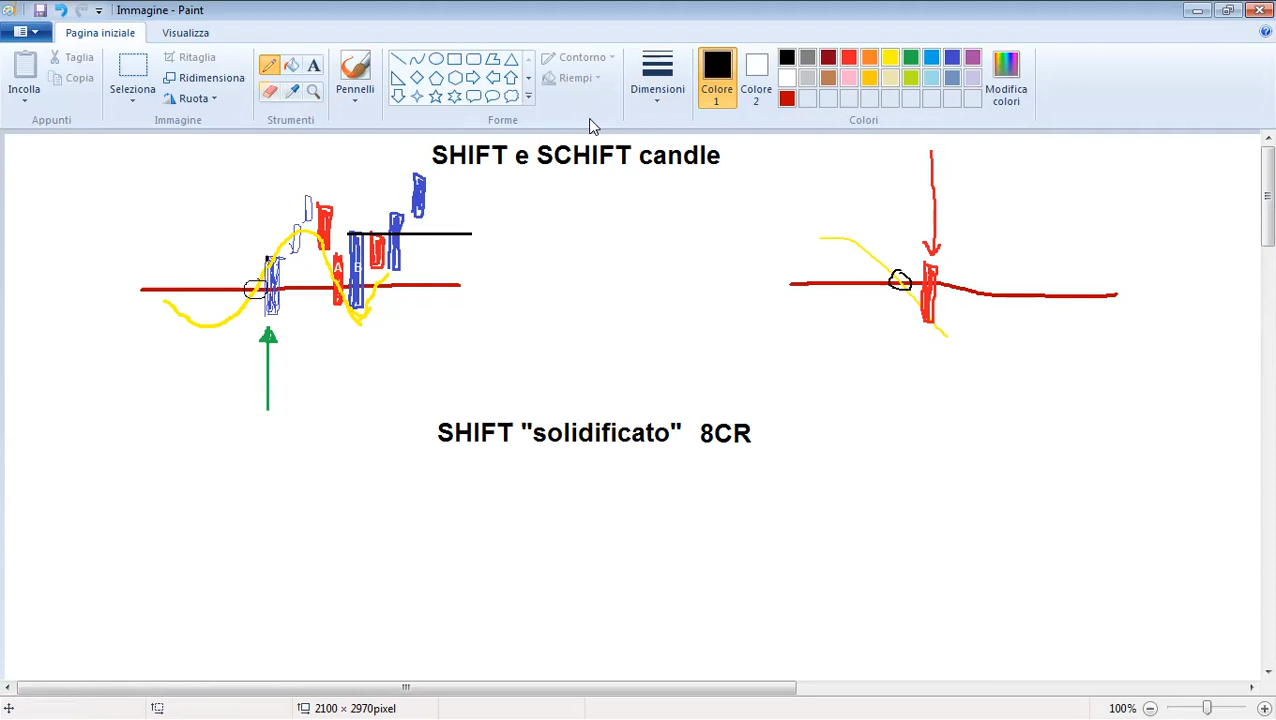 Immagine - Paint
Pagina iniziale
Visualizza
Incolla
Taglia
Copia
Appunti
Seleziona
Ritaglia
Ridimensiona
Ruota
Immagine
A
Strumenti
Pennelli
Forme
Contorno
Riempi
Dimensioni
Colore 1
Colore 2
Modifica colori
Colori
SHIFT e SCHIFT candle
A
B
SHIFT "solidificato" 8CR
2100 × 2970pixel
100%